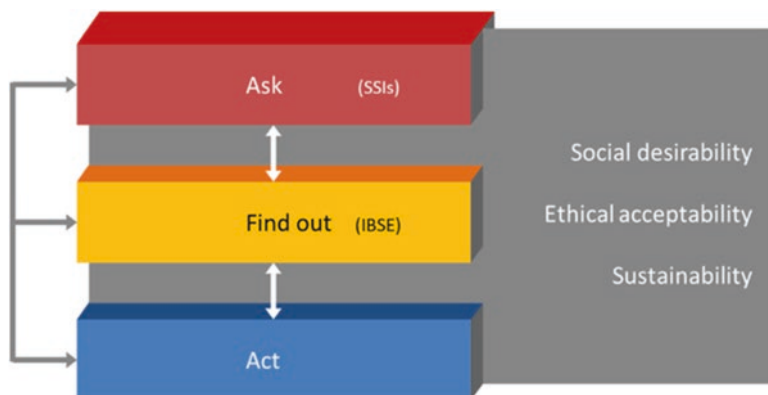 Ask (SSIs)
Find out (IBSE)
Act
Social desirability
Ethical acceptability
Sustainability